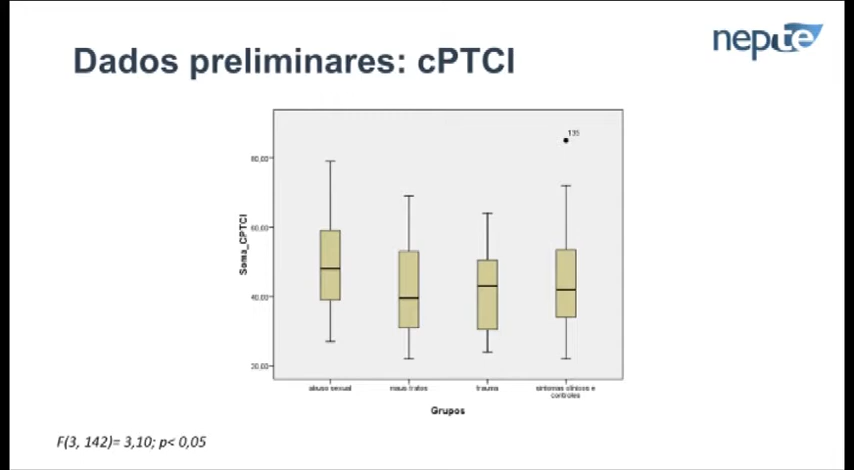 nepte
Dados preliminares: cPTCI
135
80,00
60,00
40,00
20,00
Soma_CPTCI
abuso sexual
maus tratos
trauma
sintomas clínicos e
controles
Grupos
F(3, 142)= 3,10; p< 0,05